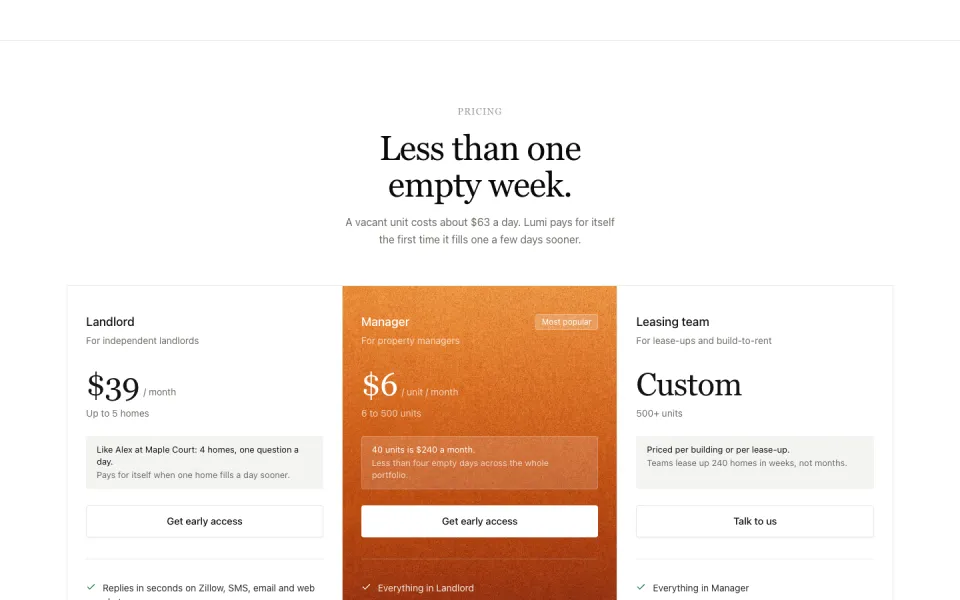 PRICING
Less than one
empty week.
A vacant unit costs about $63 a day. Lumi pays for itself
the first time it fills one a few days sooner.
Landlord
For independent landlords
$39 / month
Up to 5 homes
Like Alex at Maple Court: 4 homes, one question a
day.
Pays for itself when one home fills a day sooner.
Get early access
Replies in seconds on Zillow, SMS, email and web
Manager
Most popular
For property managers
$6 / unit / month
6 to 500 units
40 units is $240 a month.
Less than four empty days across the whole
portfolio.
Get early access
Everything in Landlord
Leasing team
For lease-ups and build-to-rent
Custom
500+ units
Priced per building or per lease-up.
Teams lease up 240 homes in weeks, not months.
Talk to us
Everything in Manager